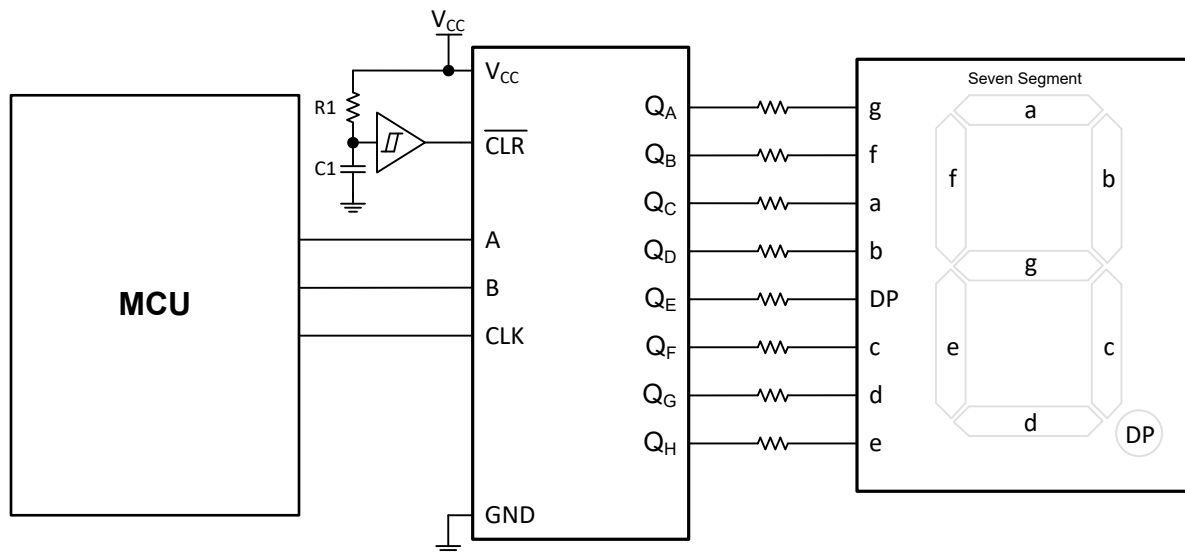 V_CC
V_CC
R1
CLR
C1
A
B
CLK
GND
MCU
Q_A
Q_B
Q_C
Q_D
Q_E
Q_F
Q_G
Q_H
g
f
a
b
DP
c
d
e
Seven Segment
a
f
b
g
e
c
d
DP